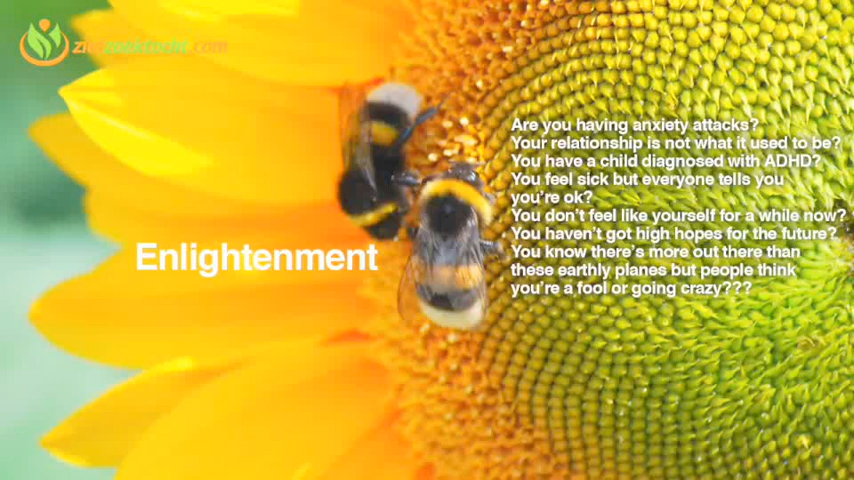 Are you having anxiety attacks?
Your relationship is not what it used to be?
You have a child diagnosed with ADHD?
You feel sick but everyone tells you
you're ok?
You don't feel like yourself for a while now?
You haven't got high hopes for the future?
You know there's more out there than
these earthly planes but people think
you're a fool or going crazy???
Enlightenment